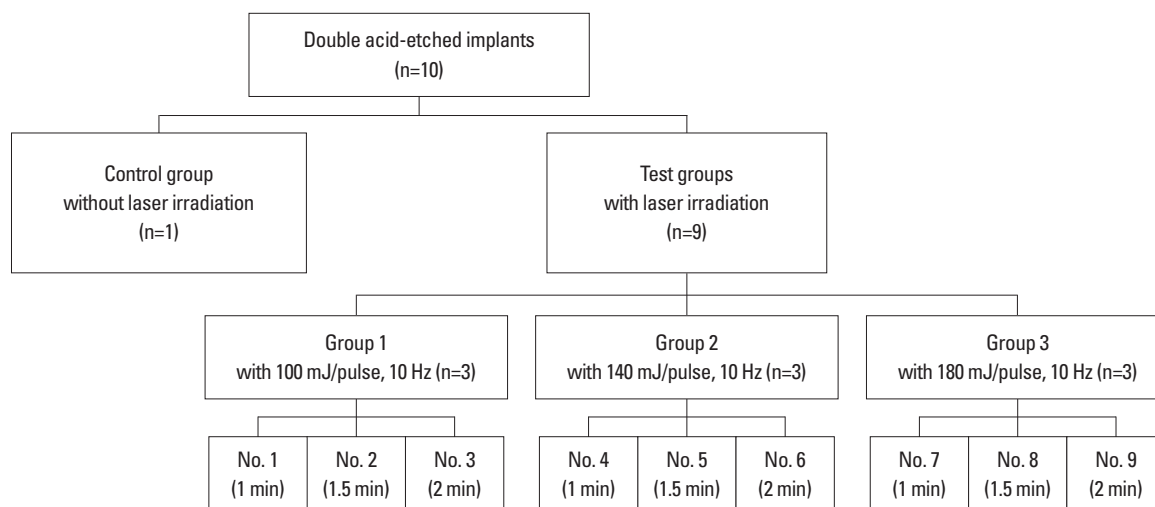 Double acid-etched implants
(n=10)
Control group
without laser irradiation
(n=1)
Test groups
with laser irradiation
(n=9)
Group 1
with 100 mJ/pulse, 10 Hz (n=3)
Group 2
with 140 mJ/pulse, 10 Hz (n=3)
Group 3
with 180 mJ/pulse, 10 Hz (n=3)
No. 1
(1 min)
No. 2
(1.5 min)
No. 3
(2 min)
No. 4
(1 min)
No. 5
(1.5 min)
No. 6
(2 min)
No. 7
(1 min)
No. 8
(1.5 min)
No. 9
(2 min)